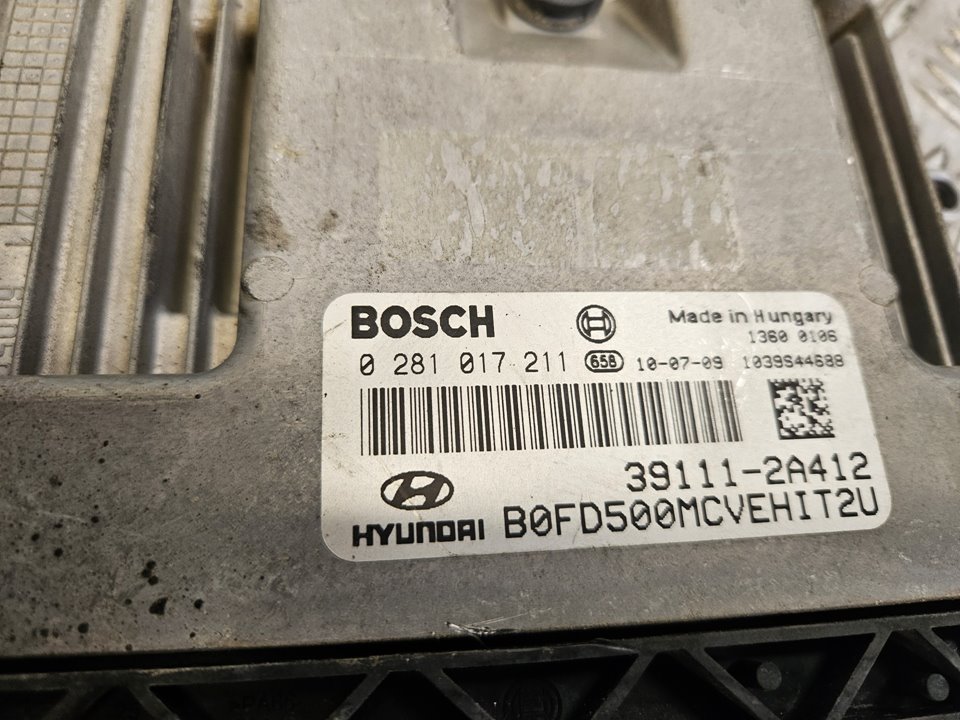 BOSCH
Made in Hungary
1360 0106
0 281 017 211 658 10-07-09 1039S44688
39111-2A412
HYUNDAI B0FD500MCVEHIT2U